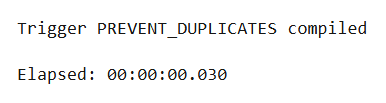 Trigger PREVENT_DUPLICATES compiled
Elapsed: 00:00:00.030